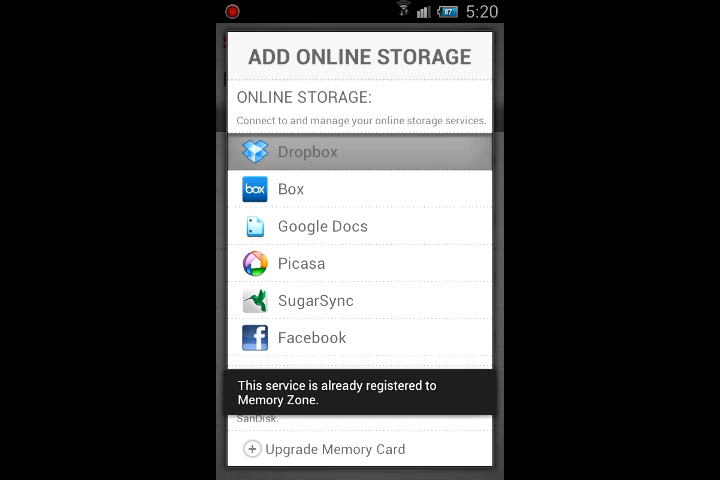 87 5:20
ADD ONLINE STORAGE
ONLINE STORAGE:
Connect to and manage your online storage services.
Dropbox
box Box
Google Docs
Picasa
SugarSync
f Facebook
This service is already registered to
Memory Zone.
SanDisk.
Upgrade Memory Card